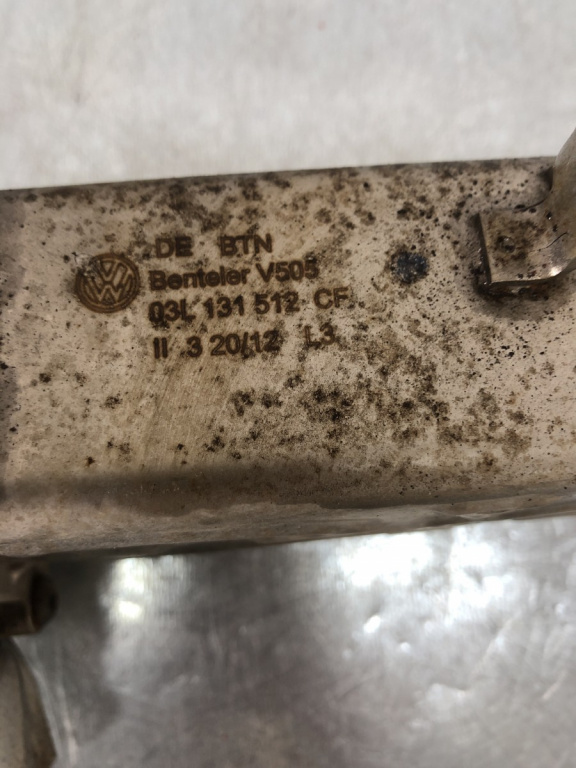 DE BTN
Benteler V505
03L 131 512 CF
II 3 20/12 L3